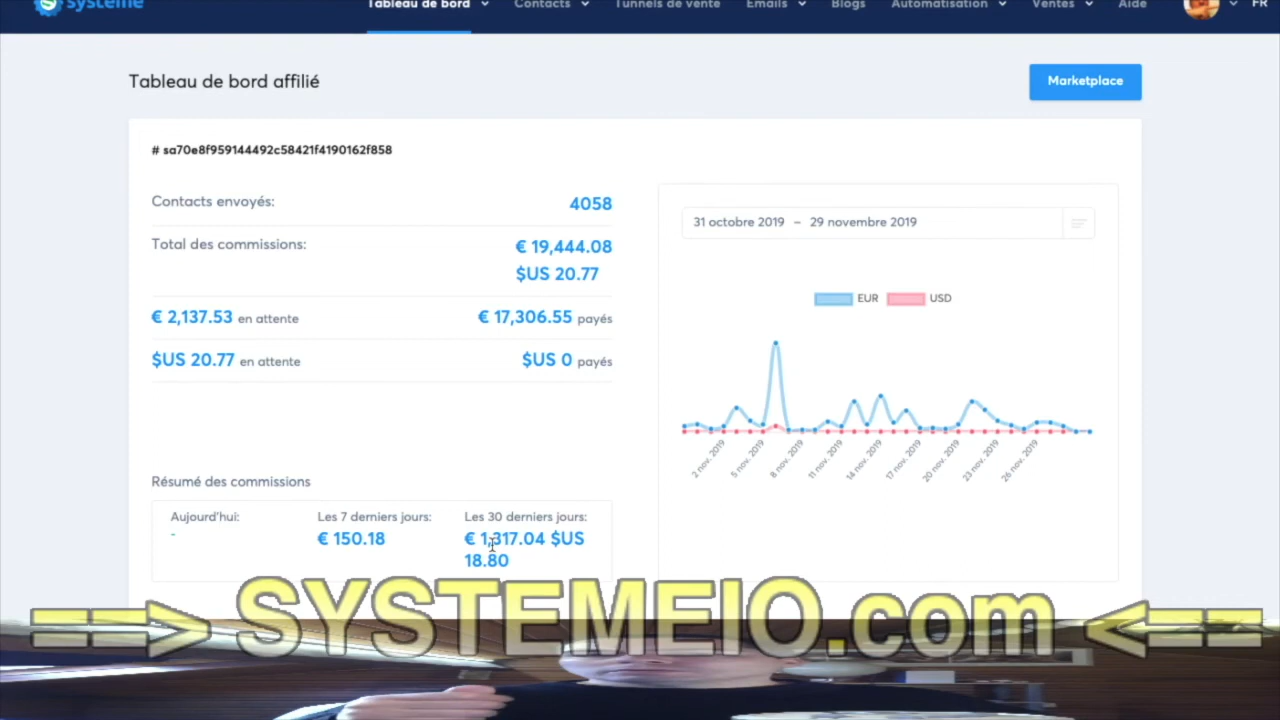 systeme
Tableau de bord Contacts Tunnels de vente Emails Blogs Automatisation Ventes Aide FR
Tableau de bord affilié
Marketplace
# sa70e8f959144492c58421f4190162f858
Contacts envoyés: 4058
Total des commissions: € 19,444.08
$US 20.77
€ 2,137.53 en attente € 17,306.55 payés
$US 20.77 en attente $US 0 payés
31 octobre 2019 – 29 novembre 2019
EUR USD
2 nov. 2019 5 nov. 2019 8 nov. 2019 11 nov. 2019 14 nov. 2019 17 nov. 2019 20 nov. 2019 23 nov. 2019 26 nov. 2019
Résumé des commissions
Aujourd'hui: Les 7 derniers jours: Les 30 derniers jours:
- € 150.18 € 1,317.04 $US
18.80
==> SYSTEMEIO.com <==